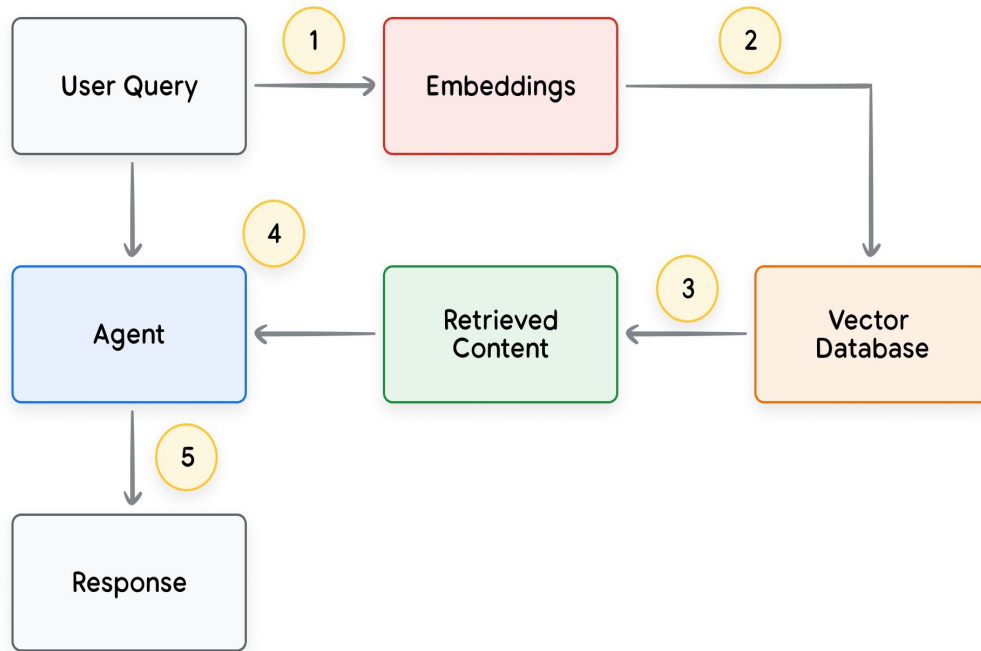 User Query
1
Embeddings
2
4
Agent
Retrieved
Content
3
Vector
Database
5
Response